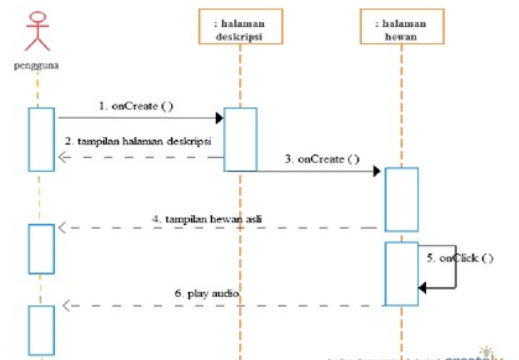 : halaman
deskripsi
: halaman
hewan
pengguna
1. onCreate ( )
2. tampilan halaman deskripsi
3. onCreate ( )
4. tampilan hewan asli
5. onClick ( )
6. play audio